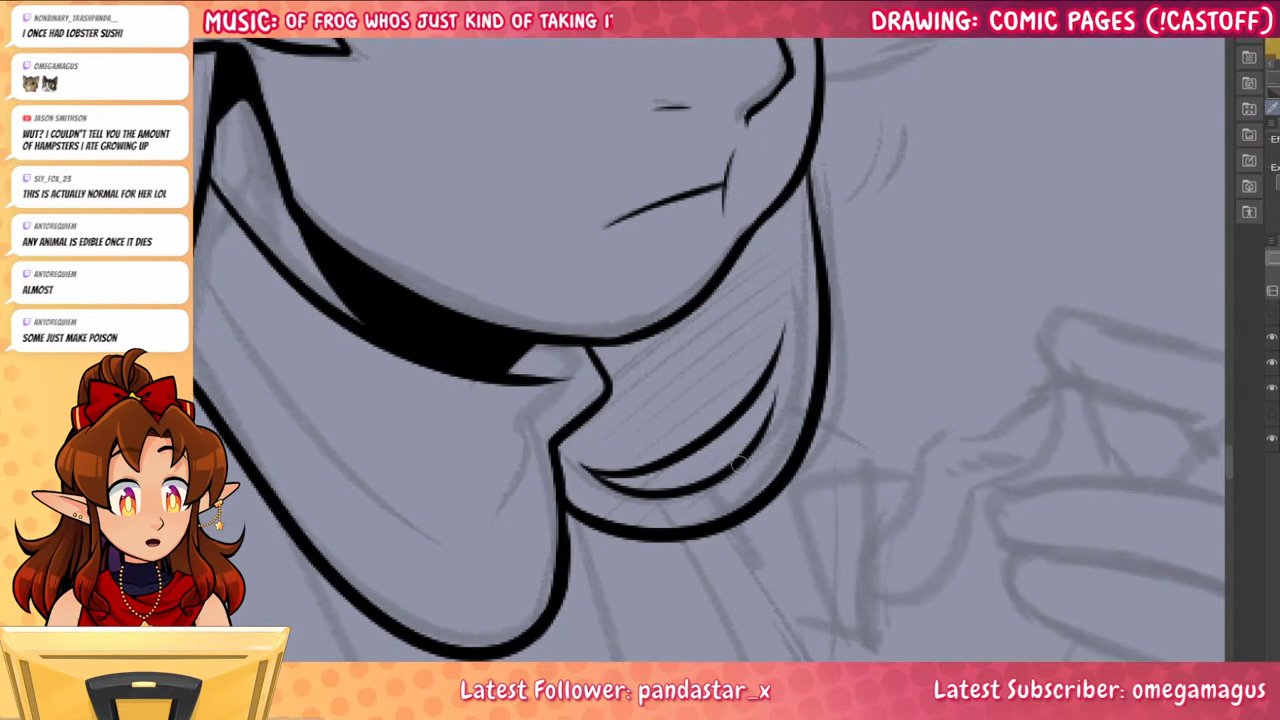 MUSIC: OF FROG WHOS JUST KIND OF TAKING I
DRAWING: COMIC PAGES (!CASTOFF)
NONBINARY_TRASHPANDA__
I ONCE HAD LOBSTER SUSHI
OMEGAMAGUS
JASON SMITHSON
WUT? I COULDN'T TELL YOU THE AMOUNT
OF HAMPSTERS I ATE GROWING UP
SLY_FOX_23
THIS IS ACTUALLY NORMAL FOR HER LOL
ANTOREQUIEM
ANY ANIMAL IS EDIBLE ONCE IT DIES
ANTOREQUIEM
ALMOST
ANTOREQUIEM
SOME JUST MAKE POISON
Latest Follower: pandastar_x
Latest Subscriber: omegamagus